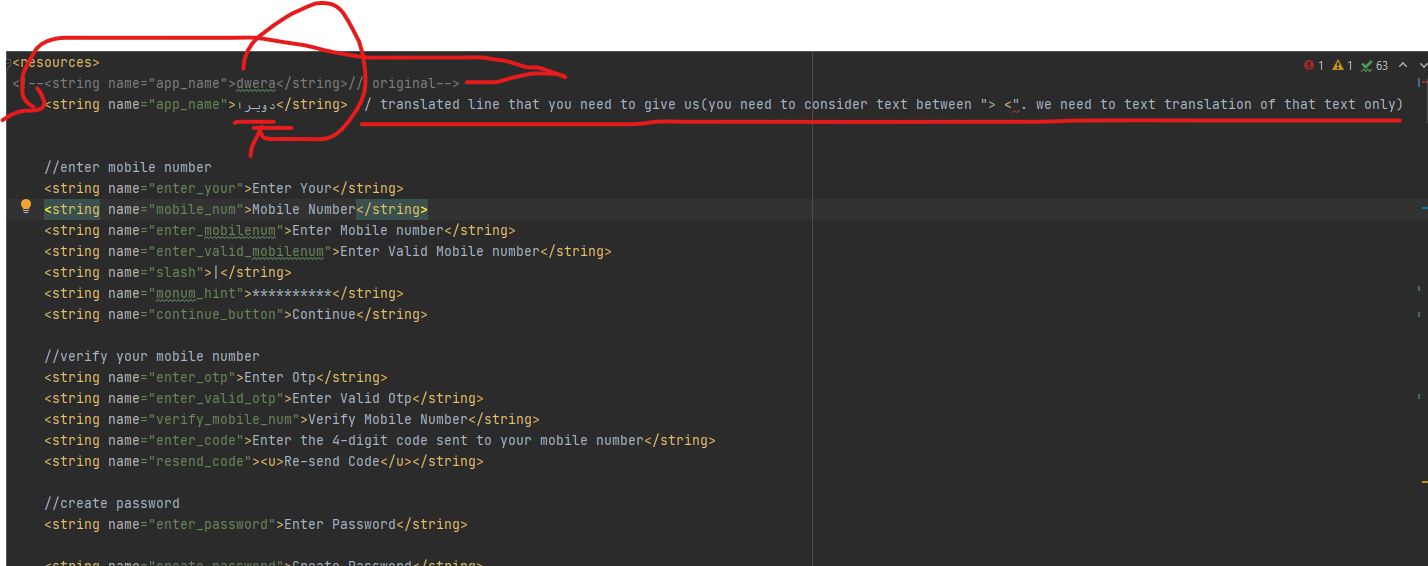 <resources>
<!--<string name="app_name">dwera</string>// original-->
<string name="app_name">دویرا</string> // translated line that you need to give us(you need to consider text between "> <". we need to text translation of that text only)
1 1 63
//enter mobile number
<string name="enter_your">Enter Your</string>
<string name="mobile_num">Mobile Number</string>
<string name="enter_mobilenum">Enter Mobile number</string>
<string name="enter_valid_mobilenum">Enter Valid Mobile number</string>
<string name="slash">|</string>
<string name="monum_hint">**********</string>
<string name="continue_button">Continue</string>
//verify your mobile number
<string name="enter_otp">Enter Otp</string>
<string name="enter_valid_otp">Enter Valid Otp</string>
<string name="verify_mobile_num">Verify Mobile Number</string>
<string name="enter_code">Enter the 4-digit code sent to your mobile number</string>
<string name="resend_code"><u>Re-send Code</u></string>
//create password
<string name="enter_password">Enter Password</string>
<string name="create_password">Create Password</string>